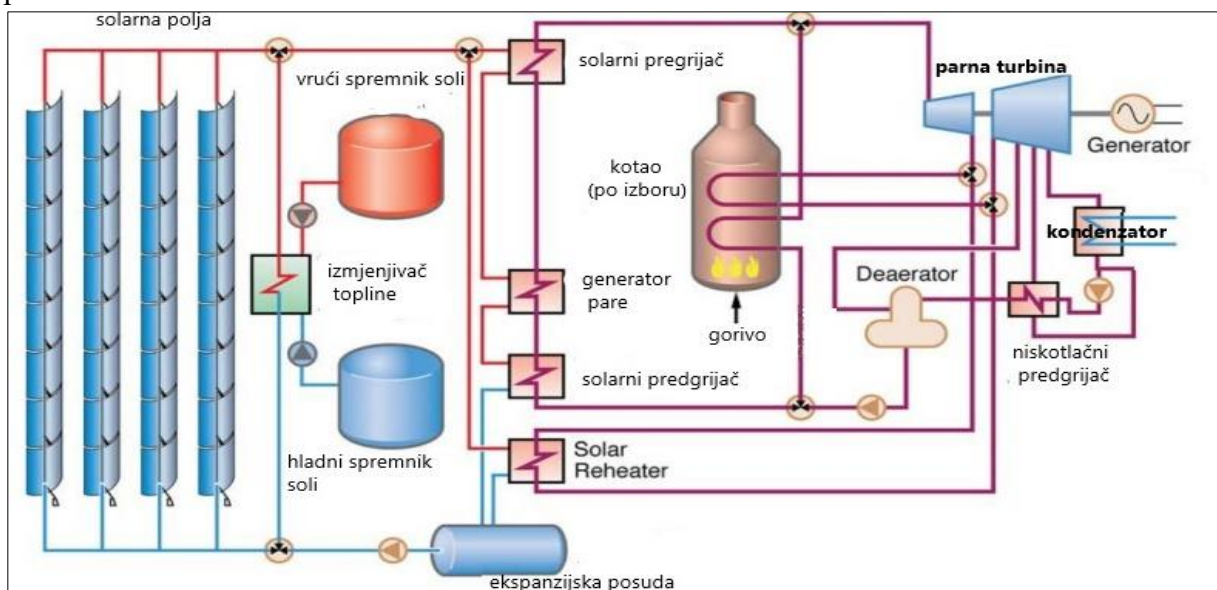 solarna polja
vrući spremnik soli
solarni pregrijač
parna turbina
Generator
kotao
(po izboru)
kondenzator
izmjenjivač
topline
generator
pare
Deaerator
gorivo
niskotlačni
predgrijač
solarni predgrijač
hladni spremnik
soli
Solar
Reheater
ekspanzijska posuda